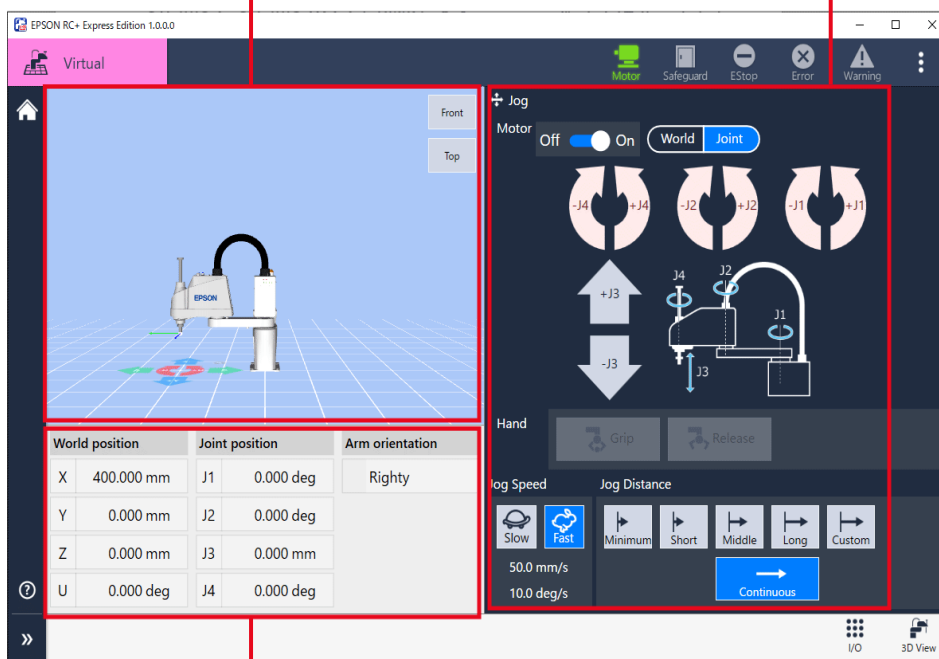 EPSON RC+ Express Edition 1.0.0.0
Virtual
Motor
Safeguard
EStop
Error
Warning
Front
Top
EPSON
Jog
Motor
Off
On
World
Joint
-J4
+J4
-J2
+J2
-J1
+J1
+J3
-J3
J4
J2
J1
J3
Hand
Grip
Release
World position
Joint position
Arm orientation
X 400.000 mm
J1 0.000 deg
Righty
Y 0.000 mm
J2 0.000 deg
Z 0.000 mm
J3 0.000 mm
U 0.000 deg
J4 0.000 deg
Jog Speed
Jog Distance
Slow
Fast
Minimum
Short
Middle
Long
Custom
50.0 mm/s
10.0 deg/s
Continuous
I/O
3D View